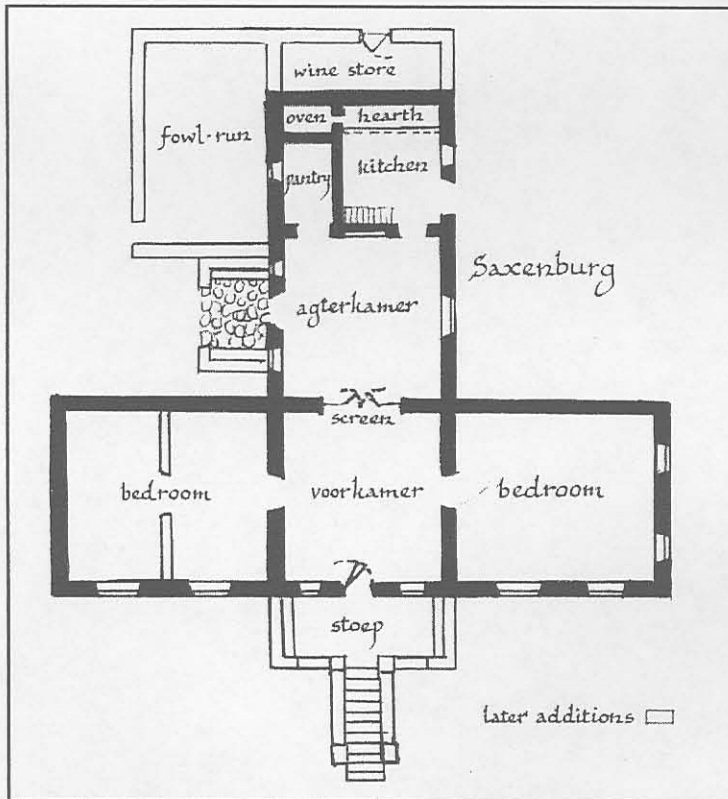 wine store
oven
hearth
fowl-run
pantry
kitchen
Saxenburg
agterkamer
screen
bedroom
voorkamer
bedroom
stoep
later additions